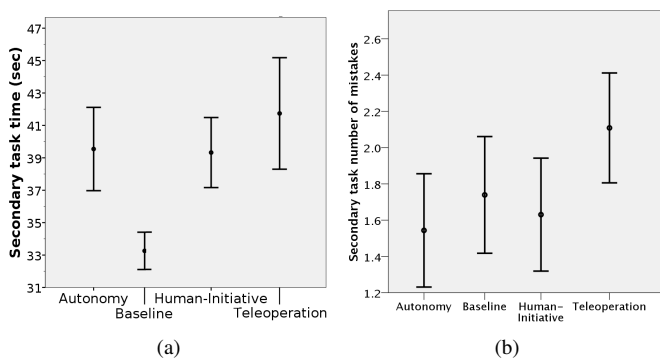 Secondary task time (sec)
47
45
43
41
39
37
35
33
31
Autonomy
Baseline
Human-Initiative
Teleoperation
(a)
Secondary task number of mistakes
2.6
2.4
2.2
2.0
1.8
1.6
1.4
1.2
Autonomy
Baseline
Human-
Initiative
Teleoperation
(b)